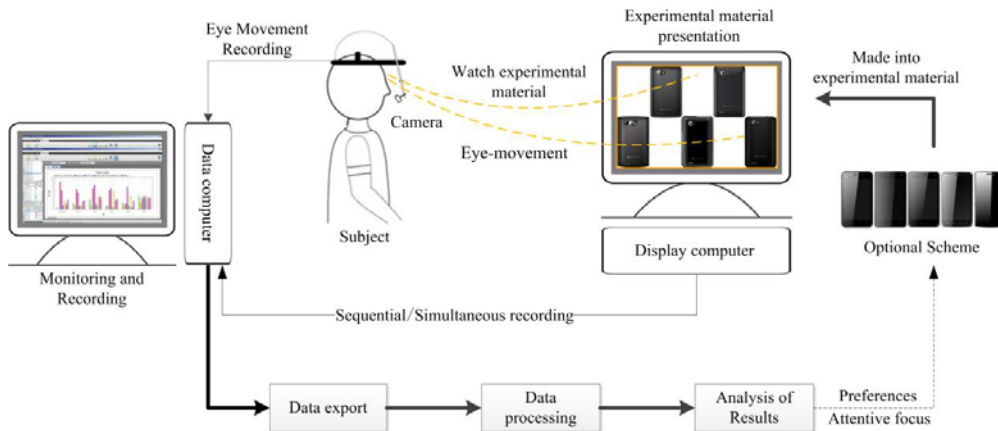 Eye Movement
Recording
Experimental material
presentation
Made into
experimental material
Watch experimental
material
Camera
Eye-movement
Data computer
Subject
Display computer
Optional Scheme
Monitoring and
Recording
Sequential/Simultaneous recording
Data export
Data
processing
Analysis of
Results
Preferences
Attentive focus